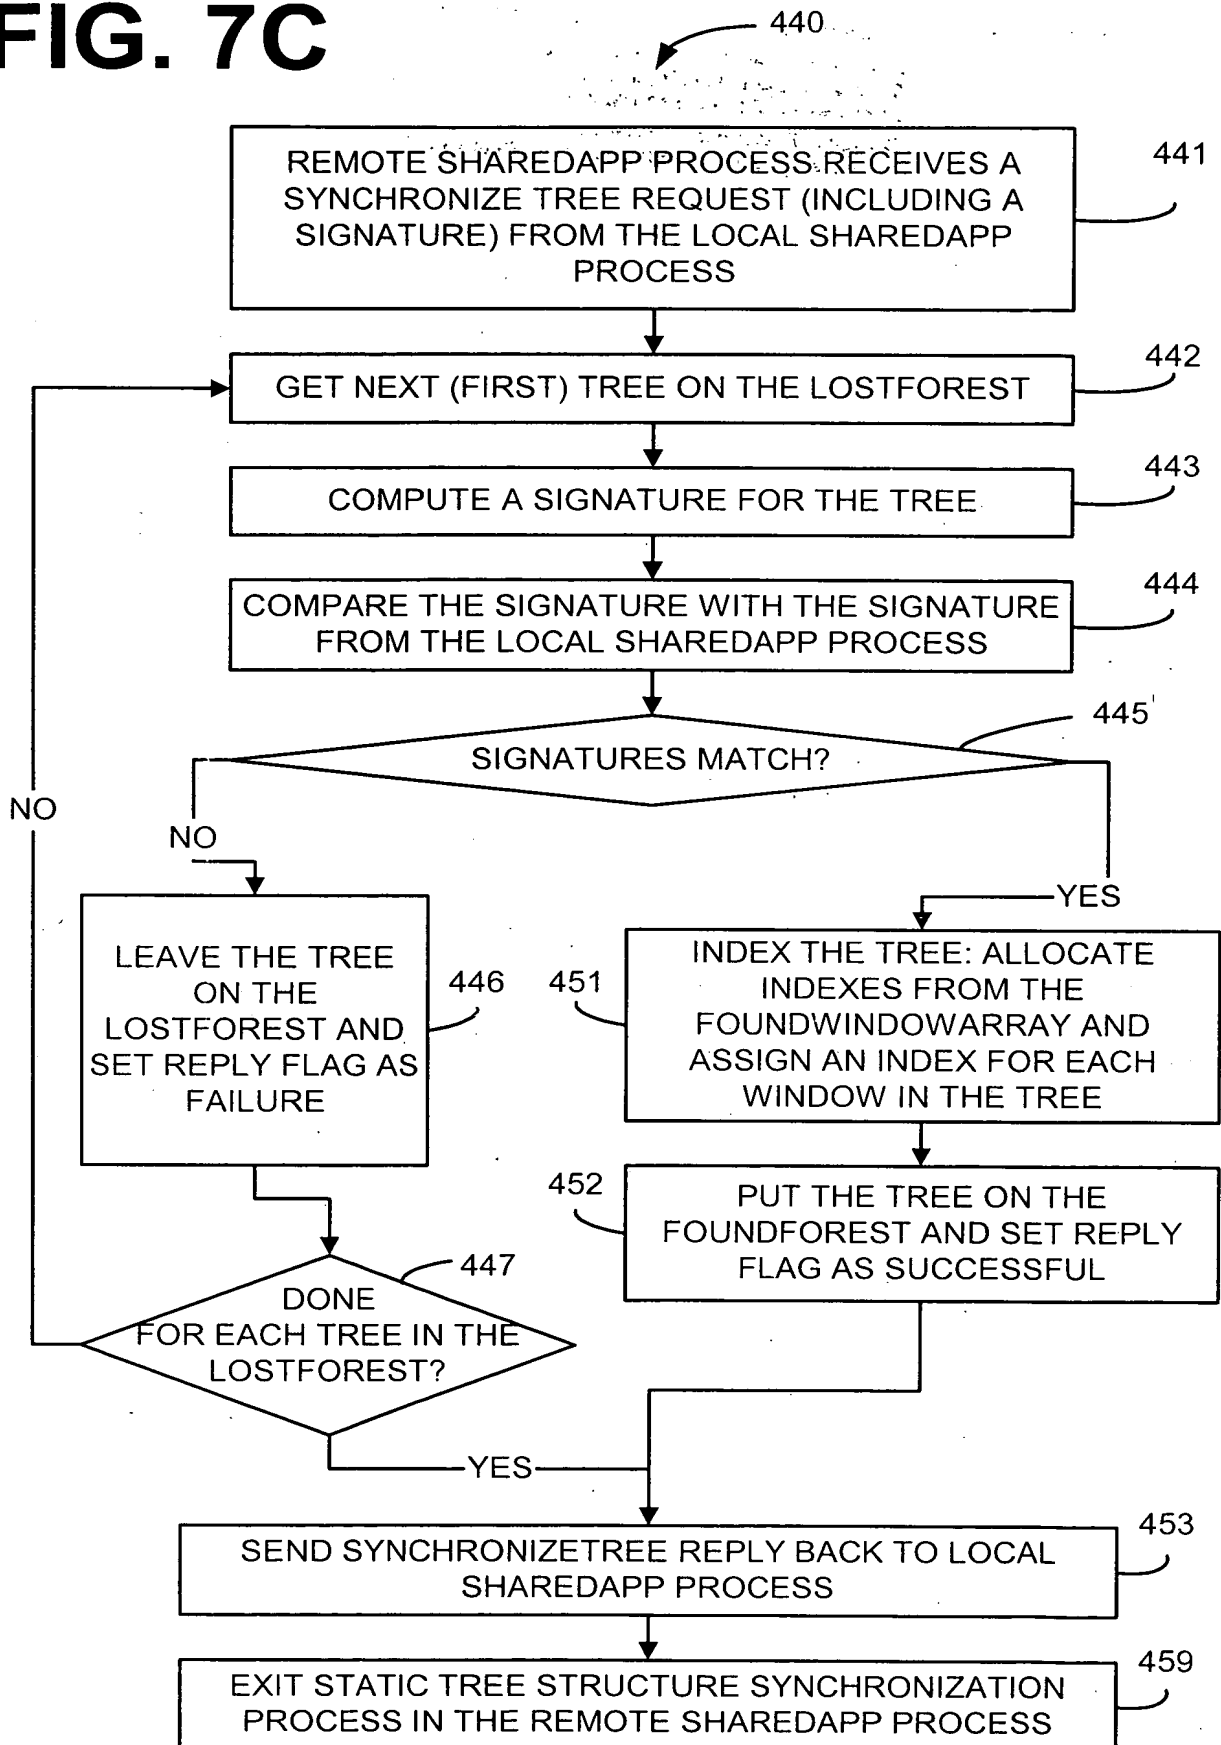 FIG. 7C
440
REMOTE SHAREDAPP PROCESS RECEIVES A
SYNCHRONIZE TREE REQUEST (INCLUDING A
SIGNATURE) FROM THE LOCAL SHAREDAPP
PROCESS
441
GET NEXT (FIRST) TREE ON THE LOSTFOREST
442
COMPUTE A SIGNATURE FOR THE TREE
443
COMPARE THE SIGNATURE WITH THE SIGNATURE
FROM THE LOCAL SHAREDAPP PROCESS
444
SIGNATURES MATCH?
445
NO
NO
YES
LEAVE THE TREE
ON THE
LOSTFOREST AND
SET REPLY FLAG AS
FAILURE
446
451
INDEX THE TREE: ALLOCATE
INDEXES FROM THE
FOUNDWINDOWARRAY AND
ASSIGN AN INDEX FOR EACH
WINDOW IN THE TREE
452
PUT THE TREE ON THE
FOUNDFOREST AND SET REPLY
FLAG AS SUCCESSFUL
447
DONE
FOR EACH TREE IN THE
LOSTFOREST?
YES
SEND SYNCHRONIZETREE REPLY BACK TO LOCAL
SHAREDAPP PROCESS
453
EXIT STATIC TREE STRUCTURE SYNCHRONIZATION
PROCESS IN THE REMOTE SHAREDAPP PROCESS
459